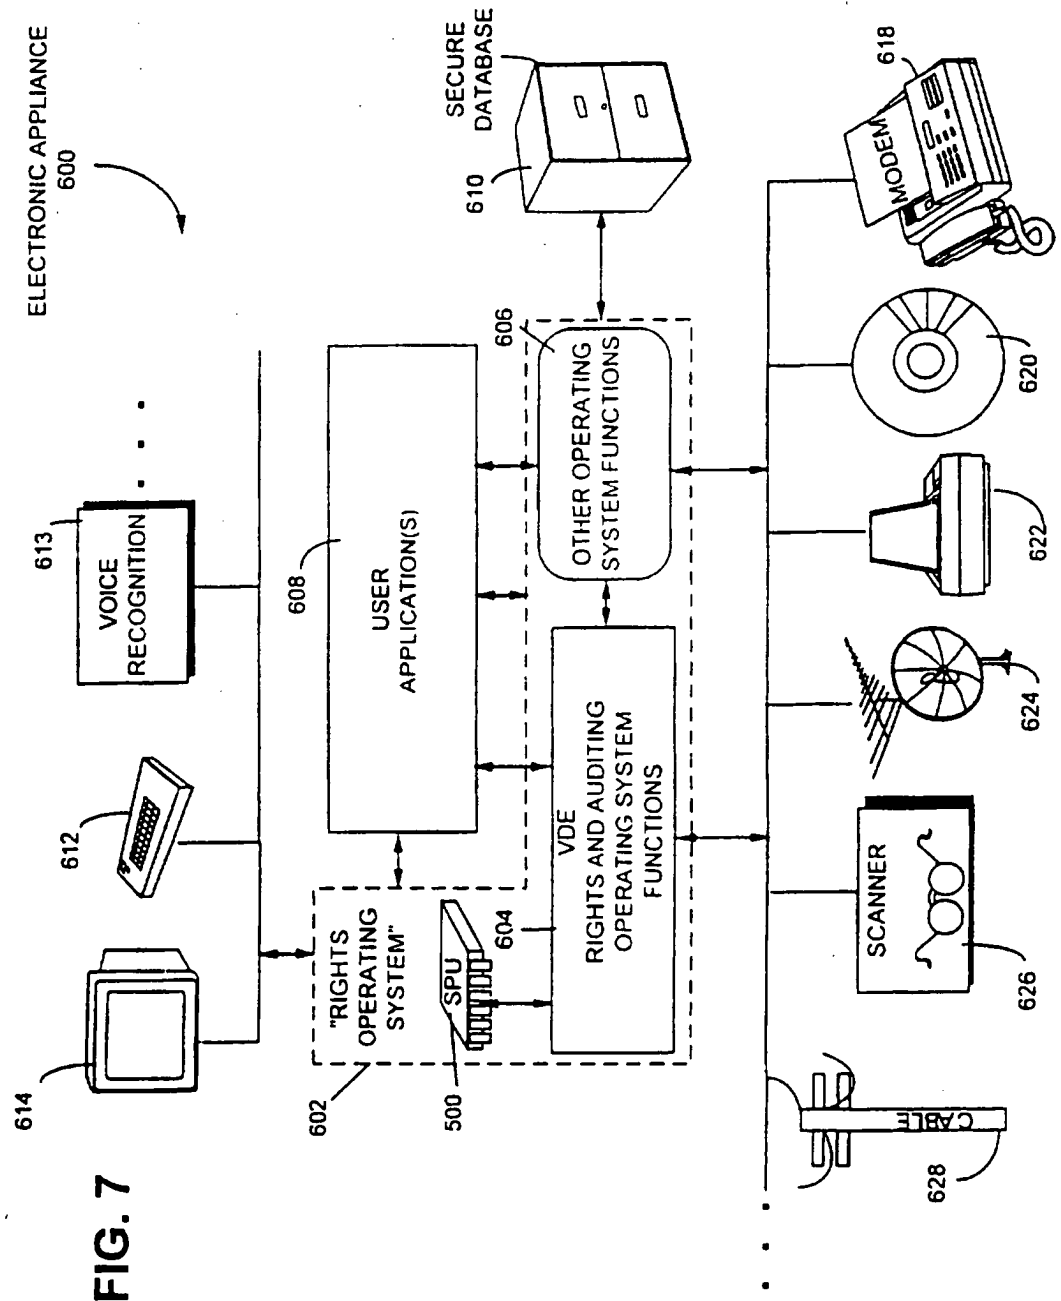 FIG. 7
ELECTRONIC APPLIANCE
600
614
612
613
VOICE
RECOGNITION
602
"RIGHTS
OPERATING
SYSTEM"
608
USER
APPLICATION(S)
500
SPU
604
VDE
RIGHTS AND AUDITING
OPERATING SYSTEM
FUNCTIONS
606
OTHER OPERATING
SYSTEM FUNCTIONS
610
SECURE
DATABASE
628
CABLE
SCANNER
626
624
622
620
MODEM
618